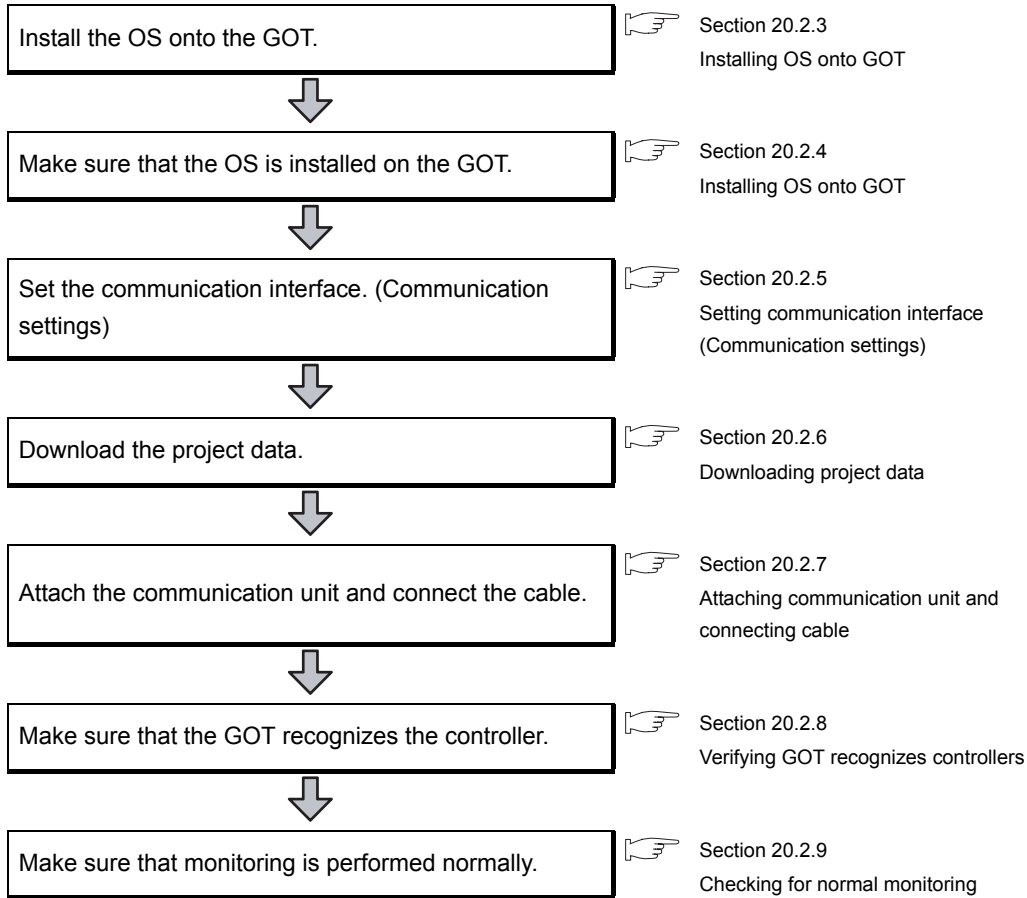 Install the OS onto the GOT.
Section 20.2.3
Installing OS onto GOT
Make sure that the OS is installed on the GOT.
Section 20.2.4
Installing OS onto GOT
Set the communication interface. (Communication
settings)
Section 20.2.5
Setting communication interface
(Communication settings)
Download the project data.
Section 20.2.6
Downloading project data
Attach the communication unit and connect the cable.
Section 20.2.7
Attaching communication unit and
connecting cable
Make sure that the GOT recognizes the controller.
Section 20.2.8
Verifying GOT recognizes controllers
Make sure that monitoring is performed normally.
Section 20.2.9
Checking for normal monitoring